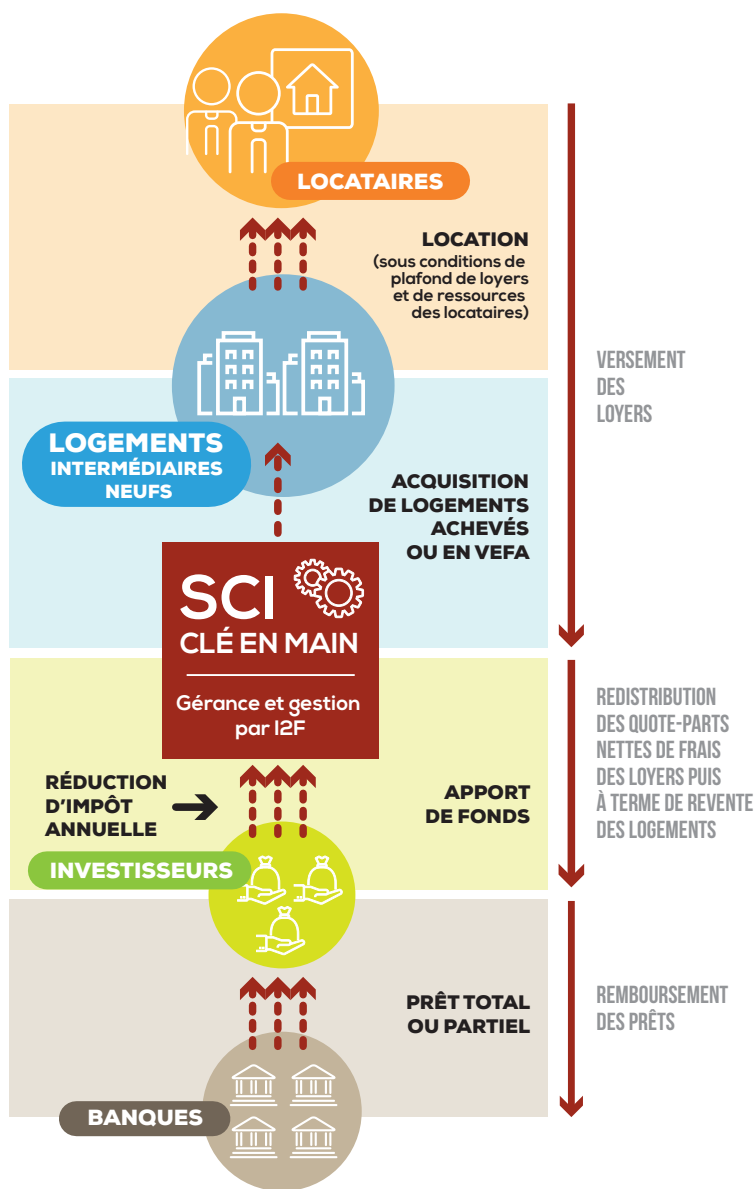 LOCATAIRES
LOCATION
(sous conditions de
plafond de loyers
et de ressources
des locataires)
VERSEMENT
DES
LOYERS
LOGEMENTS
INTERMÉDIAIRES
NEUFS
ACQUISITION
DE LOGEMENTS
ACHEVÉS
OU EN VEFA
SCI
CLÉ EN MAIN
Gérance et gestion
par I2F
REDISTRIBUTION
DES QUOTE-PARTS
NETTES DE FRAIS
DES LOYERS PUIS
À TERME DE REVENTE
DES LOGEMENTS
RÉDUCTION
D'IMPÔT
ANNUELLE
APPORT
DE FONDS
INVESTISSEURS
PRÊT TOTAL
OU PARTIEL
REMBOURSEMENT
DES PRÊTS
BANQUES